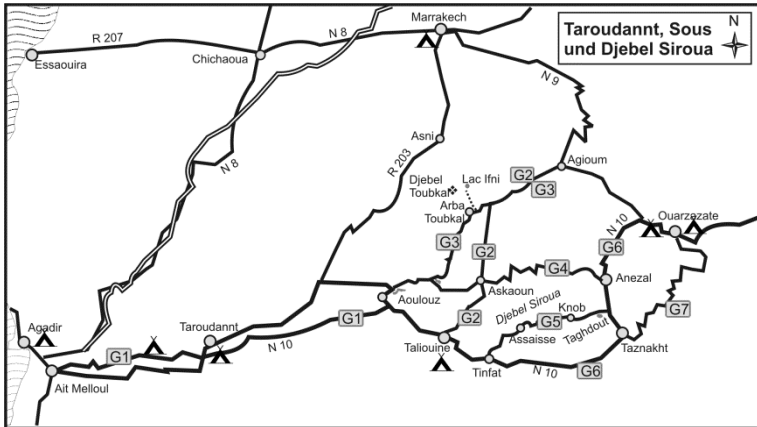 Taroudannt, Sous
und Djebel Siroua
N
Marrakech
R 207
N 8
Essaouira
Chichaoua
N 9
Asni
N 8
R 203
Agioum
Lac Ifni
G2
G3
Djebel
Toubkal
Arba
Toubkal
Ouarzazate
N 10
G3
G2
G6
G4
Anezal
Askaoun
Aoulouz
Djebel Siroua
Knob
G7
G1
G5
G2
Assaisse
Taghdout
Agadir
Taroudannt
N 10
Taliouine
Taznakht
G1
Tinfat
N 10
G6
Ait Melloul